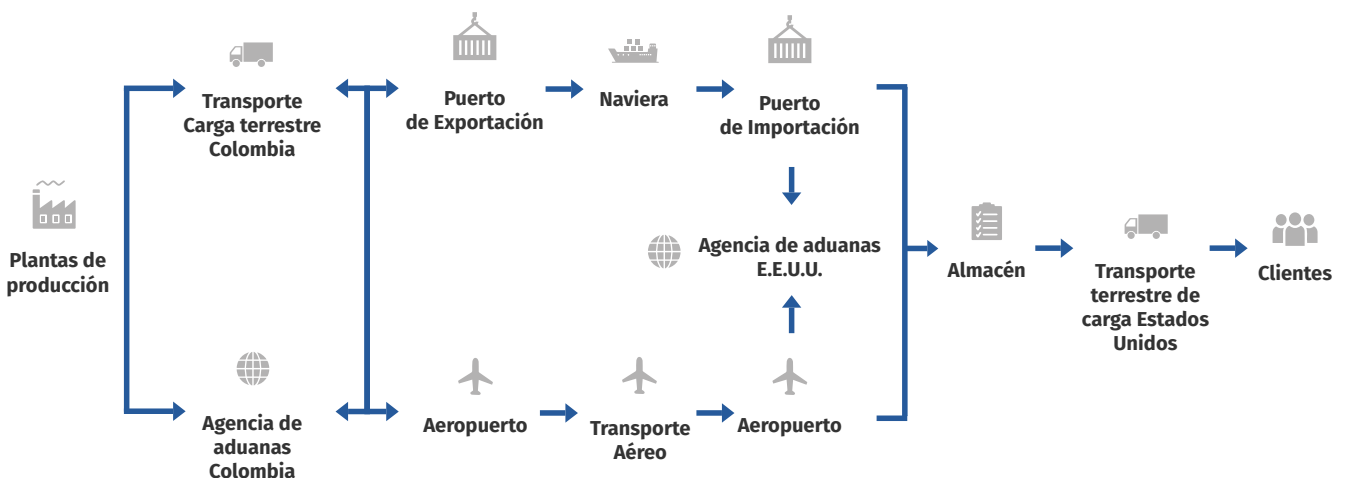 Plantas de
producción
Transporte
Carga terrestre
Colombia
Agencia de
aduanas
Colombia
Puerto
de Exportación
Naviera
Puerto
de Importación
Agencia de aduanas
E.E.U.U.
Aeropuerto
Transporte
Aéreo
Aeropuerto
Almacén
Transporte
terrestre de
carga Estados
Unidos
Clientes